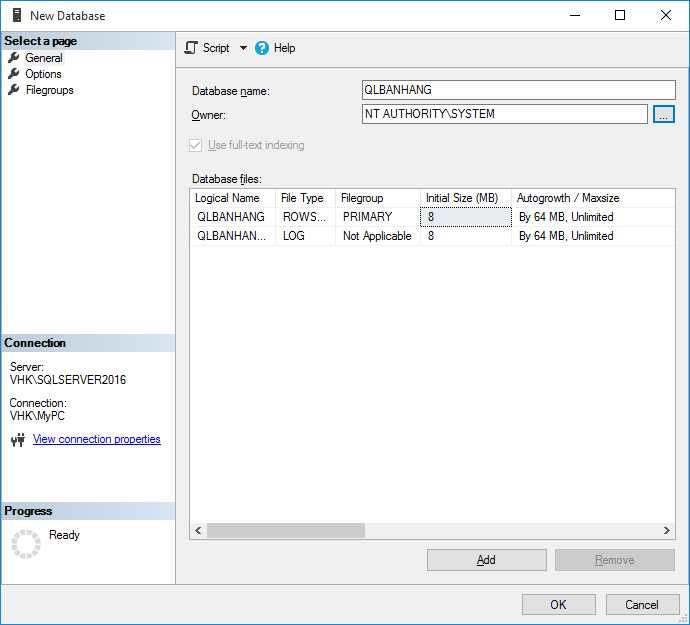 New Database
Select a page
General
Options
Filegroups
Script Help
Database name: QLBANHANG
Owner: NT AUTHORITY\SYSTEM ...
Use full-text indexing
Database files:
Logical Name File Type Filegroup Initial Size (MB) Autogrowth / Maxsize
QLBANHANG ROWS... PRIMARY 8 By 64 MB, Unlimited
QLBANHAN... LOG Not Applicable 8 By 64 MB, Unlimited
Connection
Server:
VHK\SQLSERVER2016
Connection:
VHK\MyPC
View connection properties
Progress
Ready
Add Remove
OK Cancel